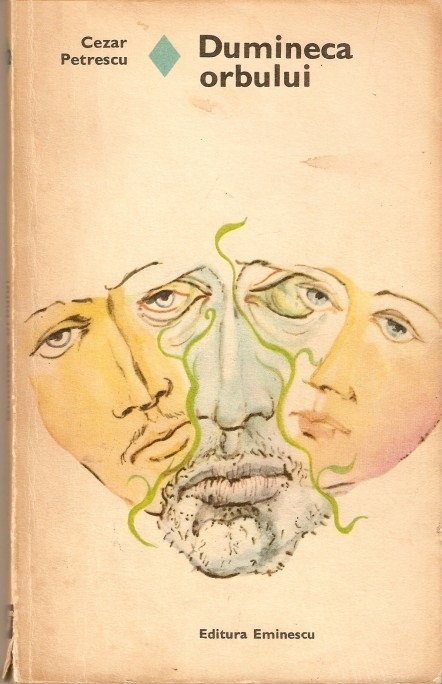 Cezar
Petrescu
Dumineca
orbului
Editura Eminescu